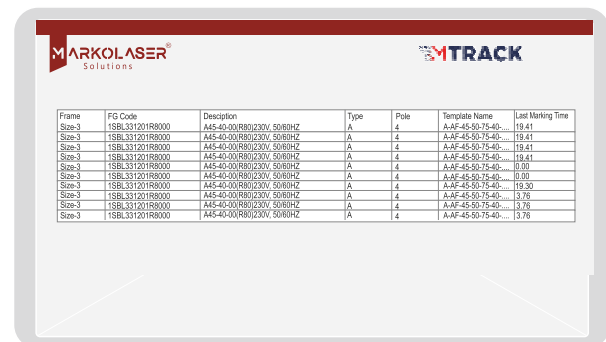 MARKOLASER®
Solutions
MTRACK
Frame FG Code Desciption Type Pole Template Name Last Marking Time
Size-3 1SBL331201R8000 A45-40-00(R80)230V, 50/60HZ A 4 A-AF-45-50-75-40-.... 19.41
Size-3 1SBL331201R8000 A45-40-00(R80)230V, 50/60HZ A 4 A-AF-45-50-75-40-.... 19.41
Size-3 1SBL331201R8000 A45-40-00(R80)230V, 50/60HZ A 4 A-AF-45-50-75-40-.... 19.41
Size-3 1SBL331201R8000 A45-40-00(R80)230V, 50/60HZ A 4 A-AF-45-50-75-40-.... 19.41
Size-3 1SBL331201R8000 A45-40-00(R80)230V, 50/60HZ A 4 A-AF-45-50-75-40-.... 0.00
Size-3 1SBL331201R8000 A45-40-00(R80)230V, 50/60HZ A 4 A-AF-45-50-75-40-.... 0.00
Size-3 1SBL331201R8000 A45-40-00(R80)230V, 50/60HZ A 4 A-AF-45-50-75-40-.... 19.30
Size-3 1SBL331201R8000 A45-40-00(R80)230V, 50/60HZ A 4 A-AF-45-50-75-40-.... 3.76
Size-3 1SBL331201R8000 A45-40-00(R80)230V, 50/60HZ A 4 A-AF-45-50-75-40-.... 3.76
Size-3 1SBL331201R8000 A45-40-00(R80)230V, 50/60HZ A 4 A-AF-45-50-75-40-.... 3.76